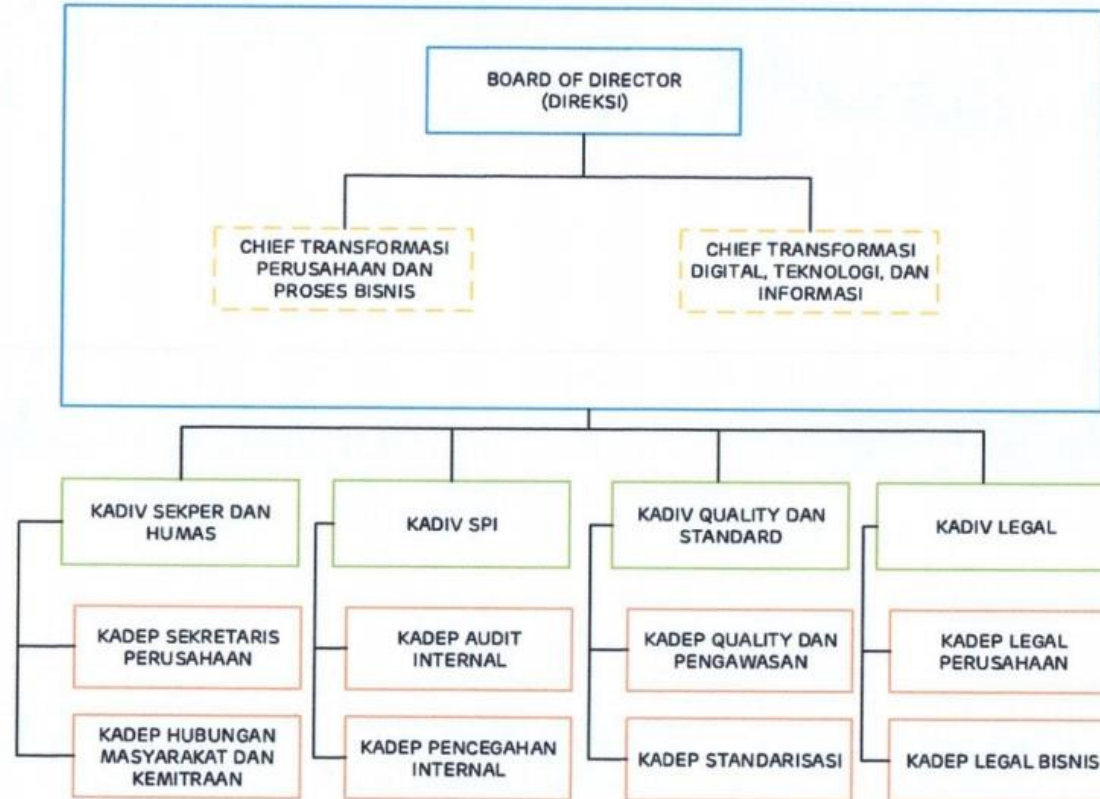 BOARD OF DIRECTOR
(DIREKSI)
CHIEF TRANSFORMASI
PERUSAHAAN DAN
PROSES BISNIS
CHIEF TRANSFORMASI
DIGITAL, TEKNOLOGI, DAN
INFORMASI
KADIV SEKPER DAN
HUMAS
KADIV SPI
KADIV QUALITY DAN
STANDARD
KADIV LEGAL
KADEP SEKRETARIS
PERUSAHAAN
KADEP AUDIT
INTERNAL
KADEP QUALITY DAN
PENGAWASAN
KADEP LEGAL
PERUSAHAAN
KADEP HUBUNGAN
MASYARAKAT DAN
KEMITRAAN
KADEP PENCEGAHAN
INTERNAL
KADEP STANDARISASI
KADEP LEGAL BISNIS